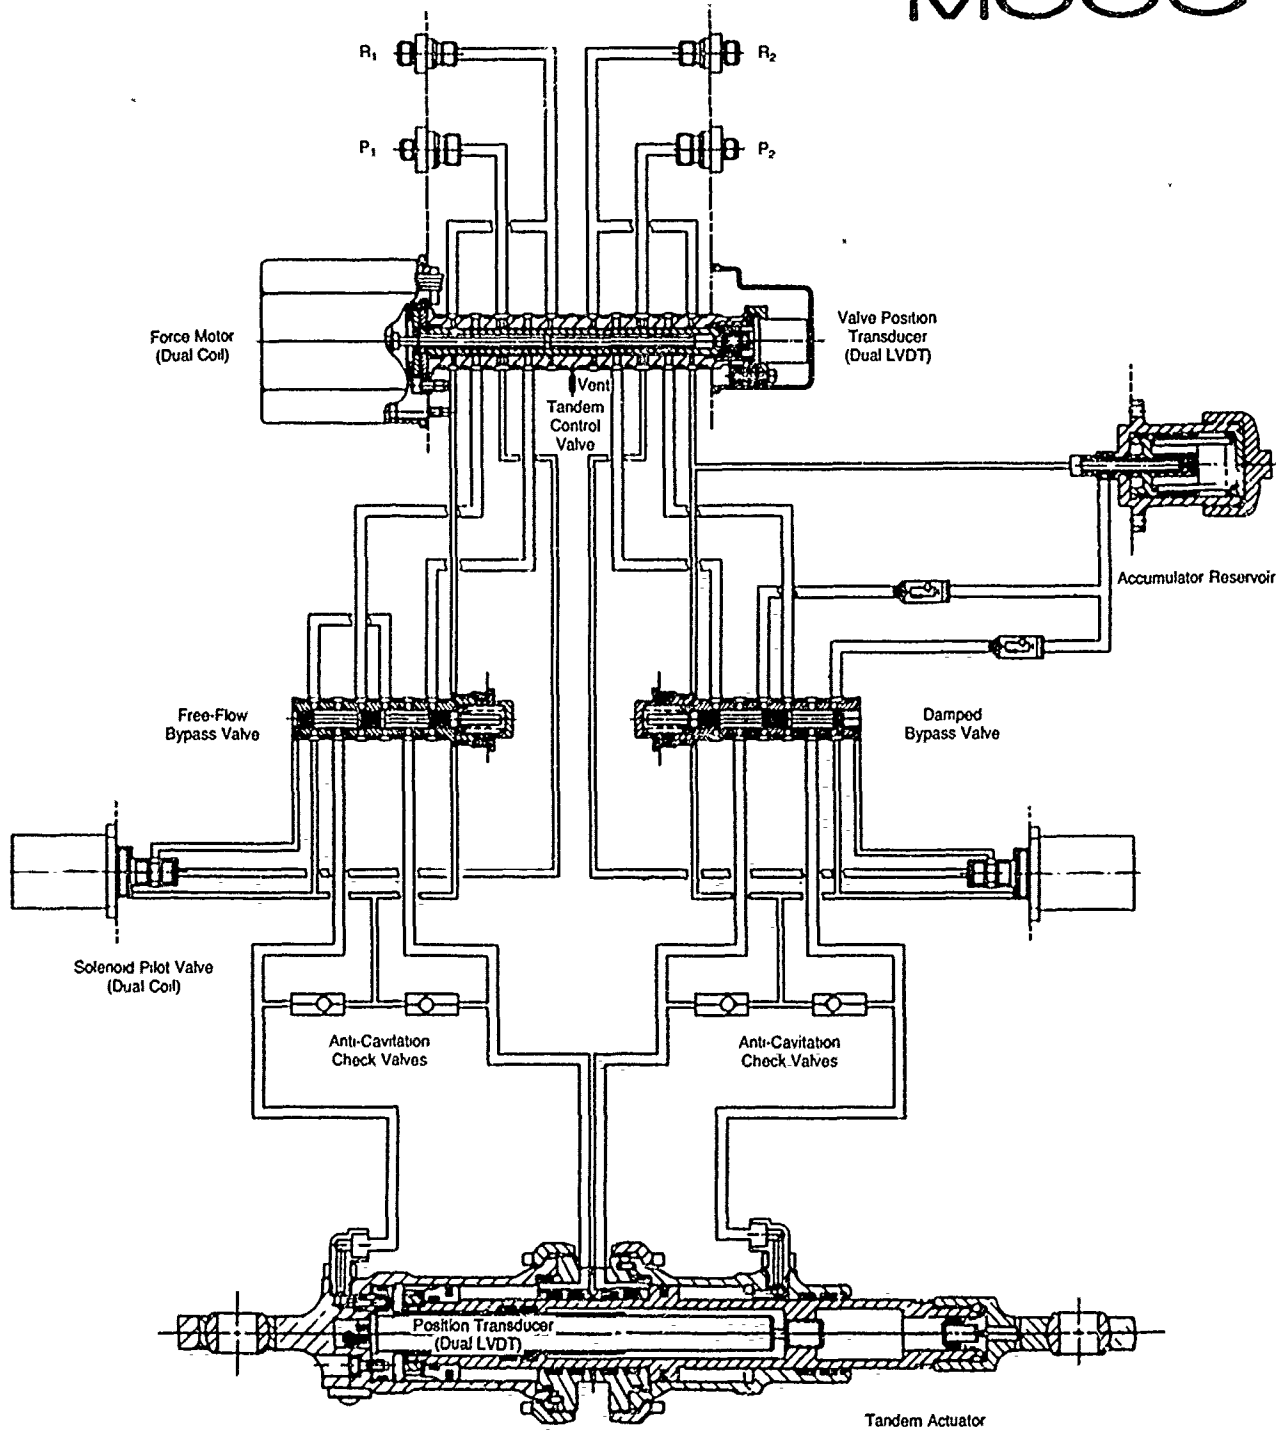 R1
R2
P1
P2
Force Motor
(Dual Coil)
Valve Position
Transducer
(Dual LVDT)
Vent
Tandem
Control
Valve
Accumulator Reservoir
Free-Flow
Bypass Valve
Damped
Bypass Valve
Solenoid Pilot Valve
(Dual Coil)
Anti-Cavitation
Check Valves
Anti-Cavitation
Check Valves
Position Transducer
(Dual LVDT)
Tandem Actuator